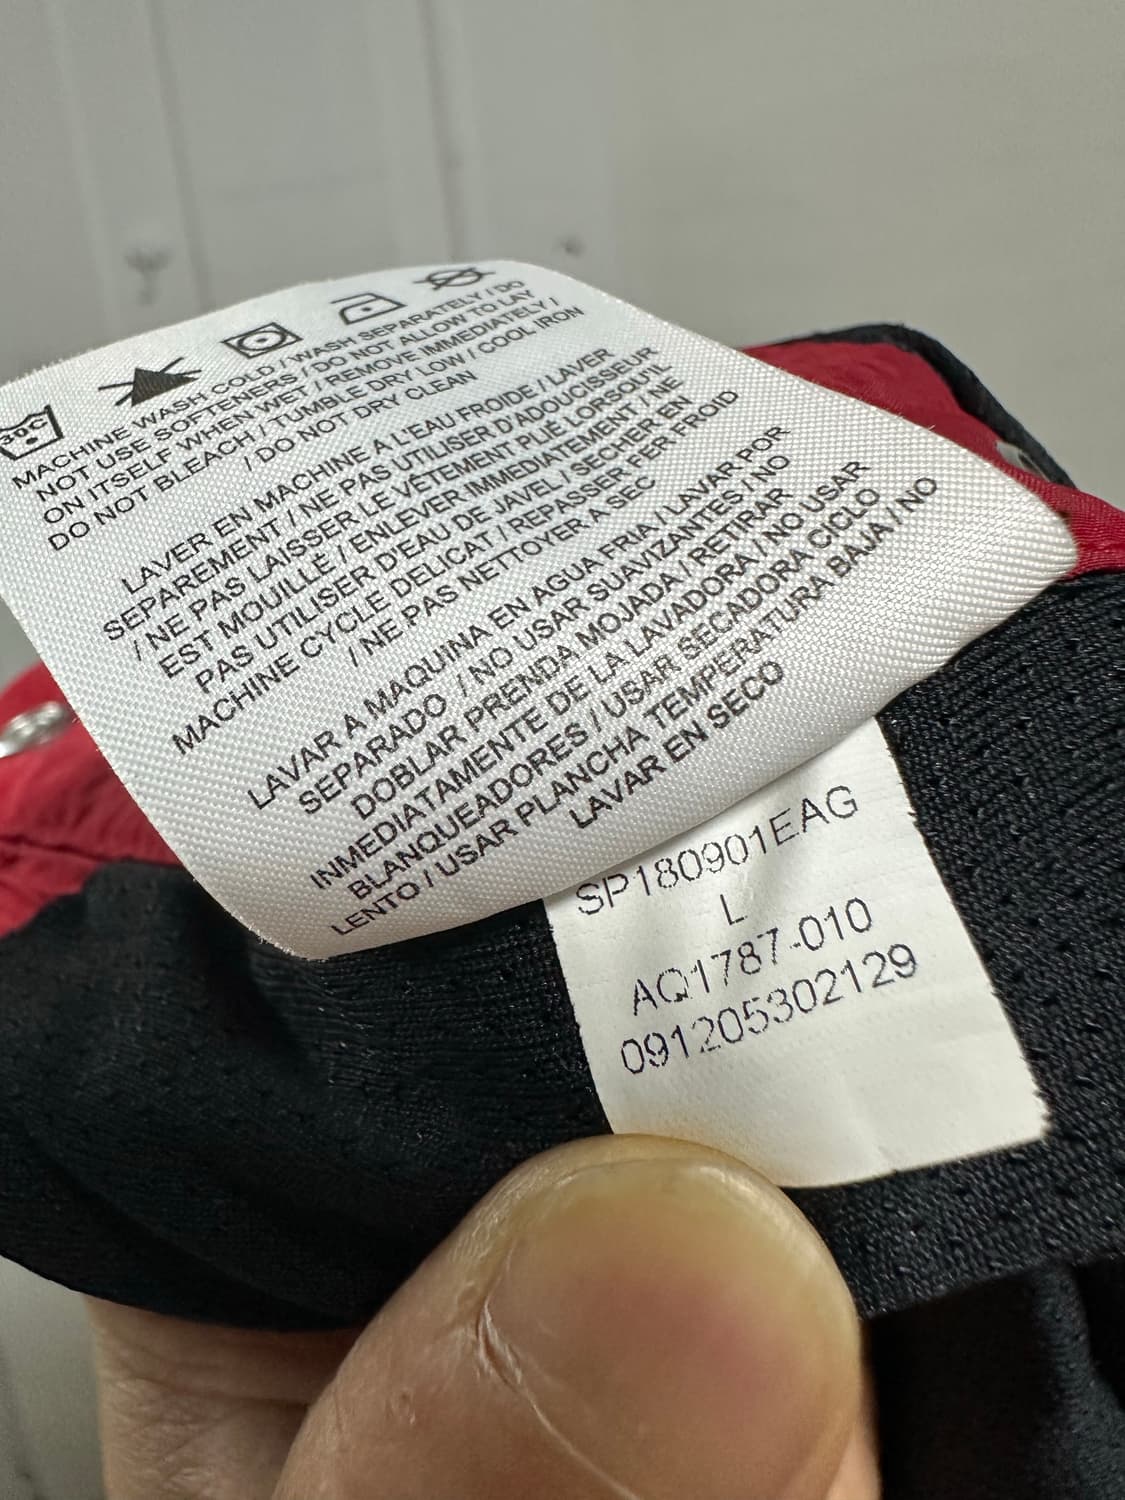 30C
MACHINE WASH COLD / WASH SEPARATELY / DO
NOT USE SOFTENERS / DO NOT ALLOW TO LAY
ON ITSELF WHEN WET / REMOVE IMMEDIATELY /
DO NOT BLEACH / TUMBLE DRY LOW / COOL IRON
/ DO NOT DRY CLEAN
LAVER EN MACHINE À L'EAU FROIDE / LAVER
SEPAREMENT / NE PAS UTILISER D'ADOUCISSEUR
/ NE PAS LAISSER LE VÊTEMENT PLIÉ LORSQU'IL
EST MOUILLÉ / ENLEVER IMMEDIATEMENT / NE
PAS UTILISER D'EAU DE JAVEL / SECHER EN
MACHINE CYCLE DELICAT / REPASSER FER FROID
/ NE PAS NETTOYER A SEC
LAVAR A MAQUINA EN AGUA FRIA / LAVAR POR
SEPARADO / NO USAR SUAVIZANTES / NO
DOBLAR PRENDA MOJADA / RETIRAR
INMEDIATAMENTE DE LA LAVADORA / NO USAR
BLANQUEADORES / USAR SECADORA CICLO
LENTO / USAR PLANCHA TEMPERATURA BAJA / NO
LAVAR EN SECO
SP180901EAG
L
AQ1787-010
091205302129